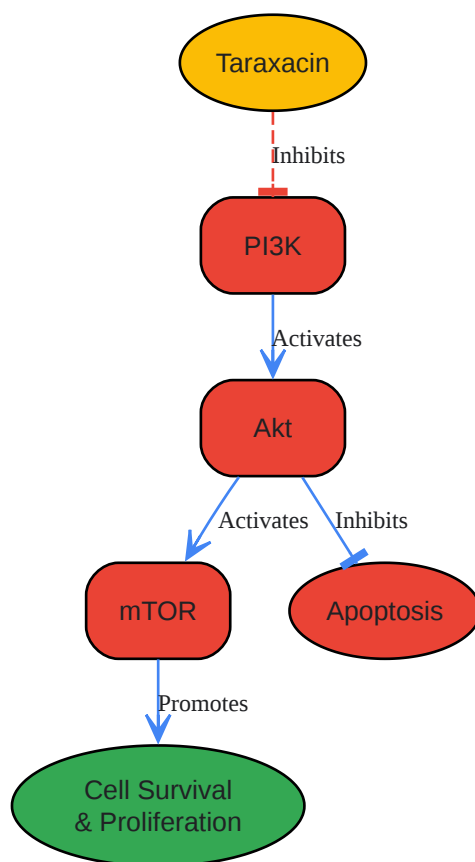 Taraxacin
Inhibits
PI3K
Activates
Akt
Activates
Inhibits
mTOR
Apoptosis
Promotes
Cell Survival
& Proliferation